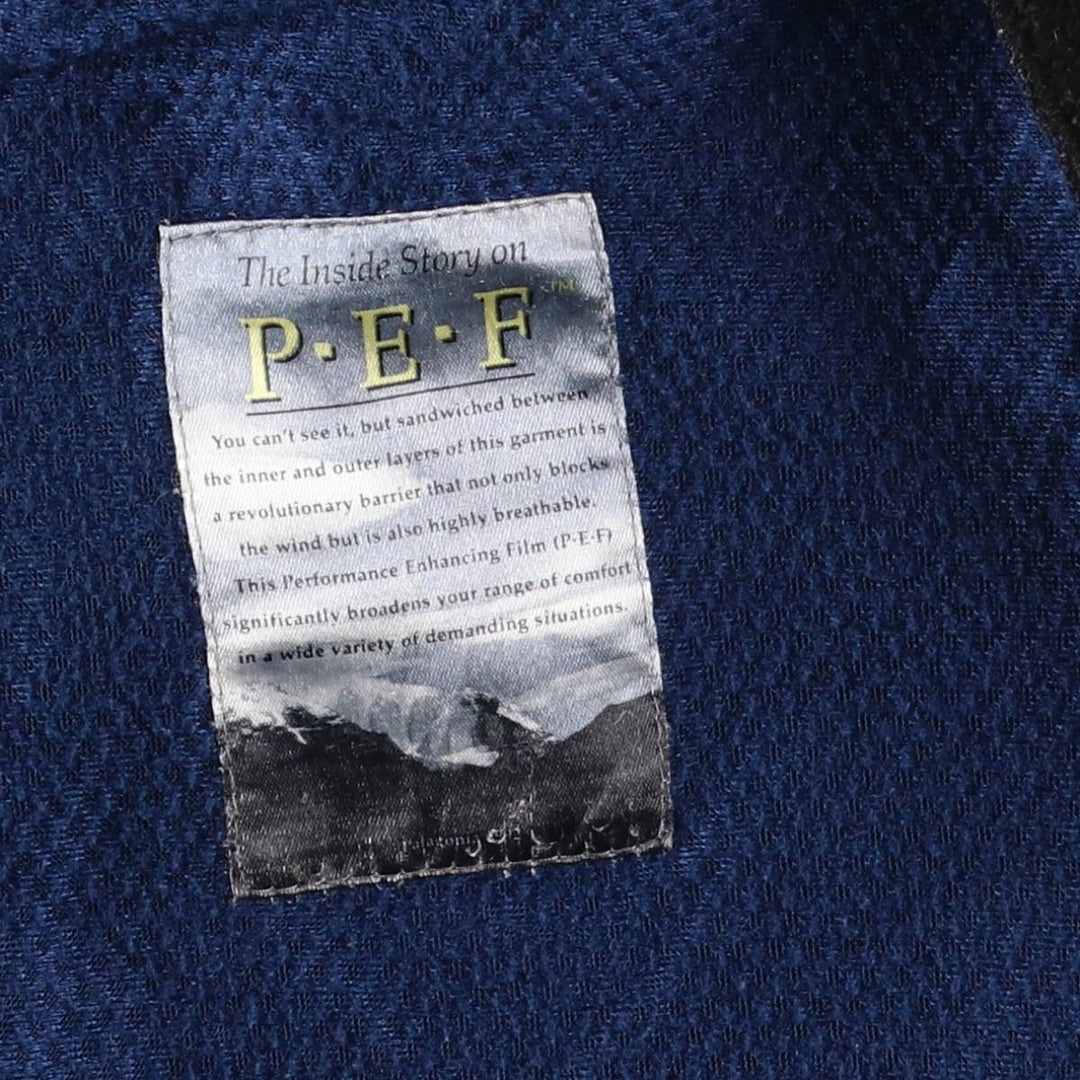 The Inside Story on
P·E·F™
You can't see it, but sandwiched between
the inner and outer layers of this garment is
a revolutionary barrier that not only blocks
the wind but is also highly breathable.
This Performance Enhancing Film (P·E·F)
significantly broadens your range of comfort
in a wide variety of demanding situations.